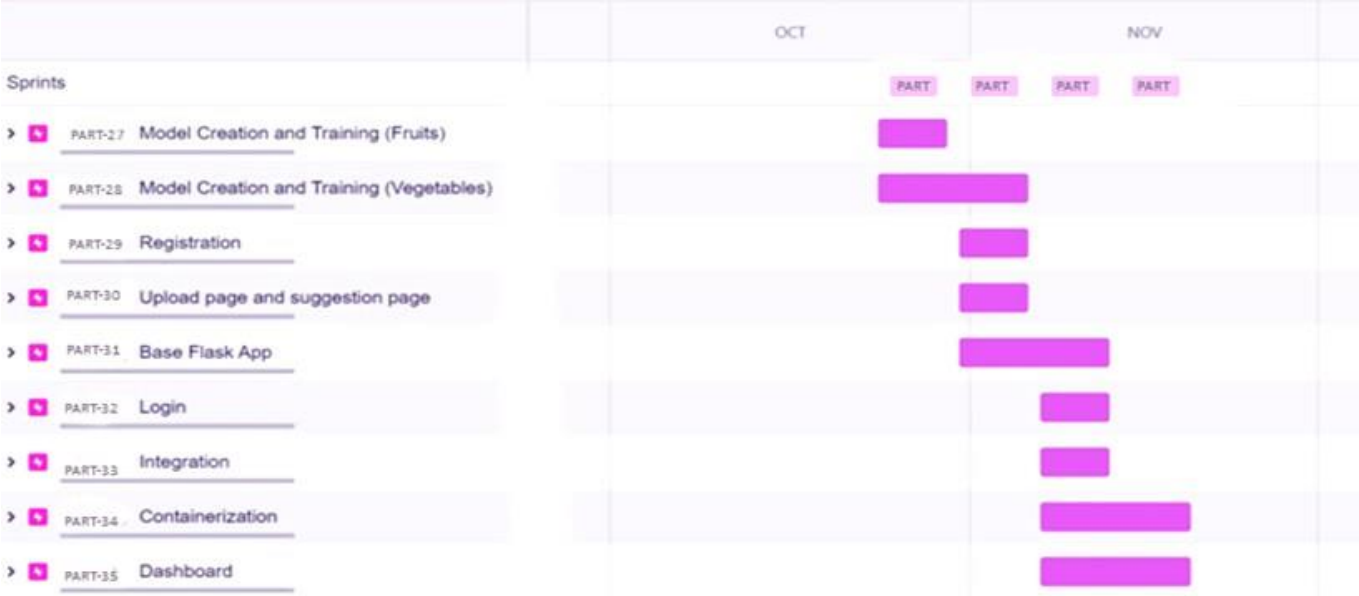 OCT NOV
Sprints PART PART PART PART
PART-27 Model Creation and Training (Fruits)
PART-28 Model Creation and Training (Vegetables)
PART-29 Registration
PART-30 Upload page and suggestion page
PART-31 Base Flask App
PART-32 Login
PART-33 Integration
PART-34 Containerization
PART-35 Dashboard